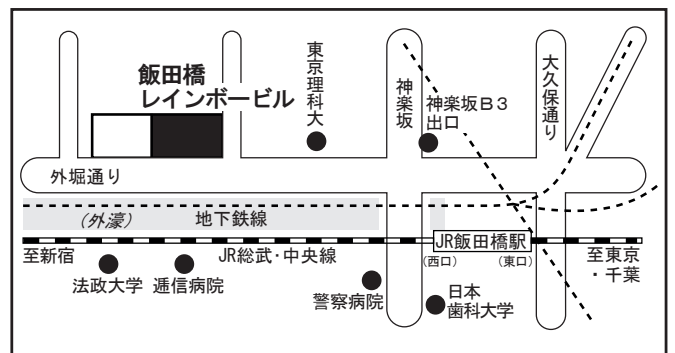 飯田橋
レインボービル
東京理科大
神楽坂
神楽坂B3
出口
大久保通り
外堀通り
(外濠)
地下鉄線
JR飯田橋駅
(西口)
(東口)
至新宿
JR総武・中央線
至東京
・千葉
法政大学
逓信病院
警察病院
日本
歯科大学